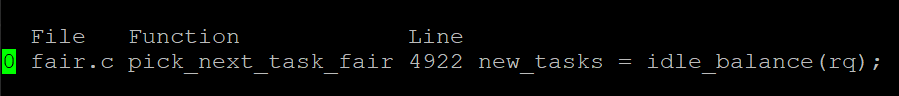 File Function Line
0 fair.c pick_next_task_fair 4922 new_tasks = idle_balance(rq);